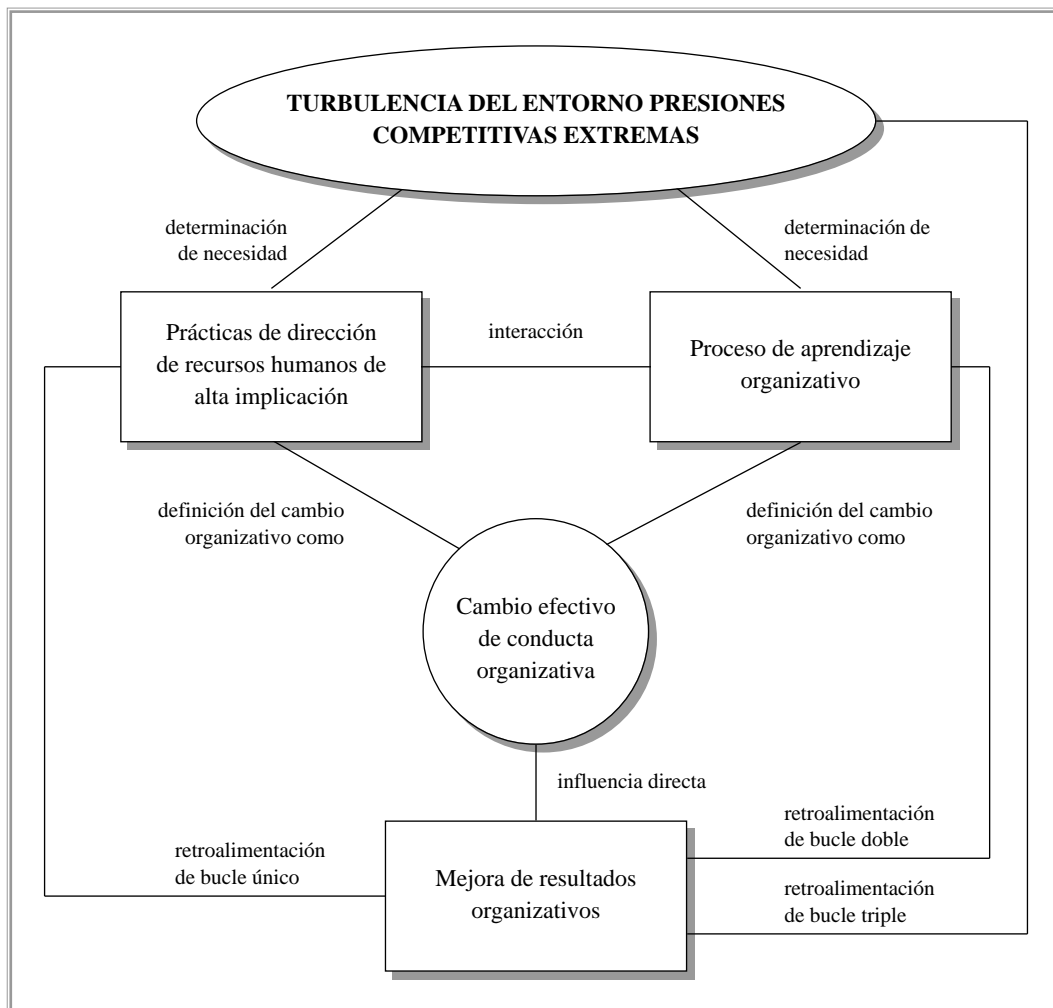 TURBULENCIA DEL ENTORNO PRESIONES
COMPETITIVAS EXTREMAS
determinación
de necesidad
determinación de
necesidad
Prácticas de dirección
de recursos humanos de
alta implicación
interacción
Proceso de aprendizaje
organizativo
definición del cambio
organizativo como
definición del cambio
organizativo como
Cambio efectivo
de conducta
organizativa
influencia directa
retroalimentación
de bucle único
Mejora de resultados
organizativos
retroalimentación
de bucle doble
retroalimentación
de bucle triple